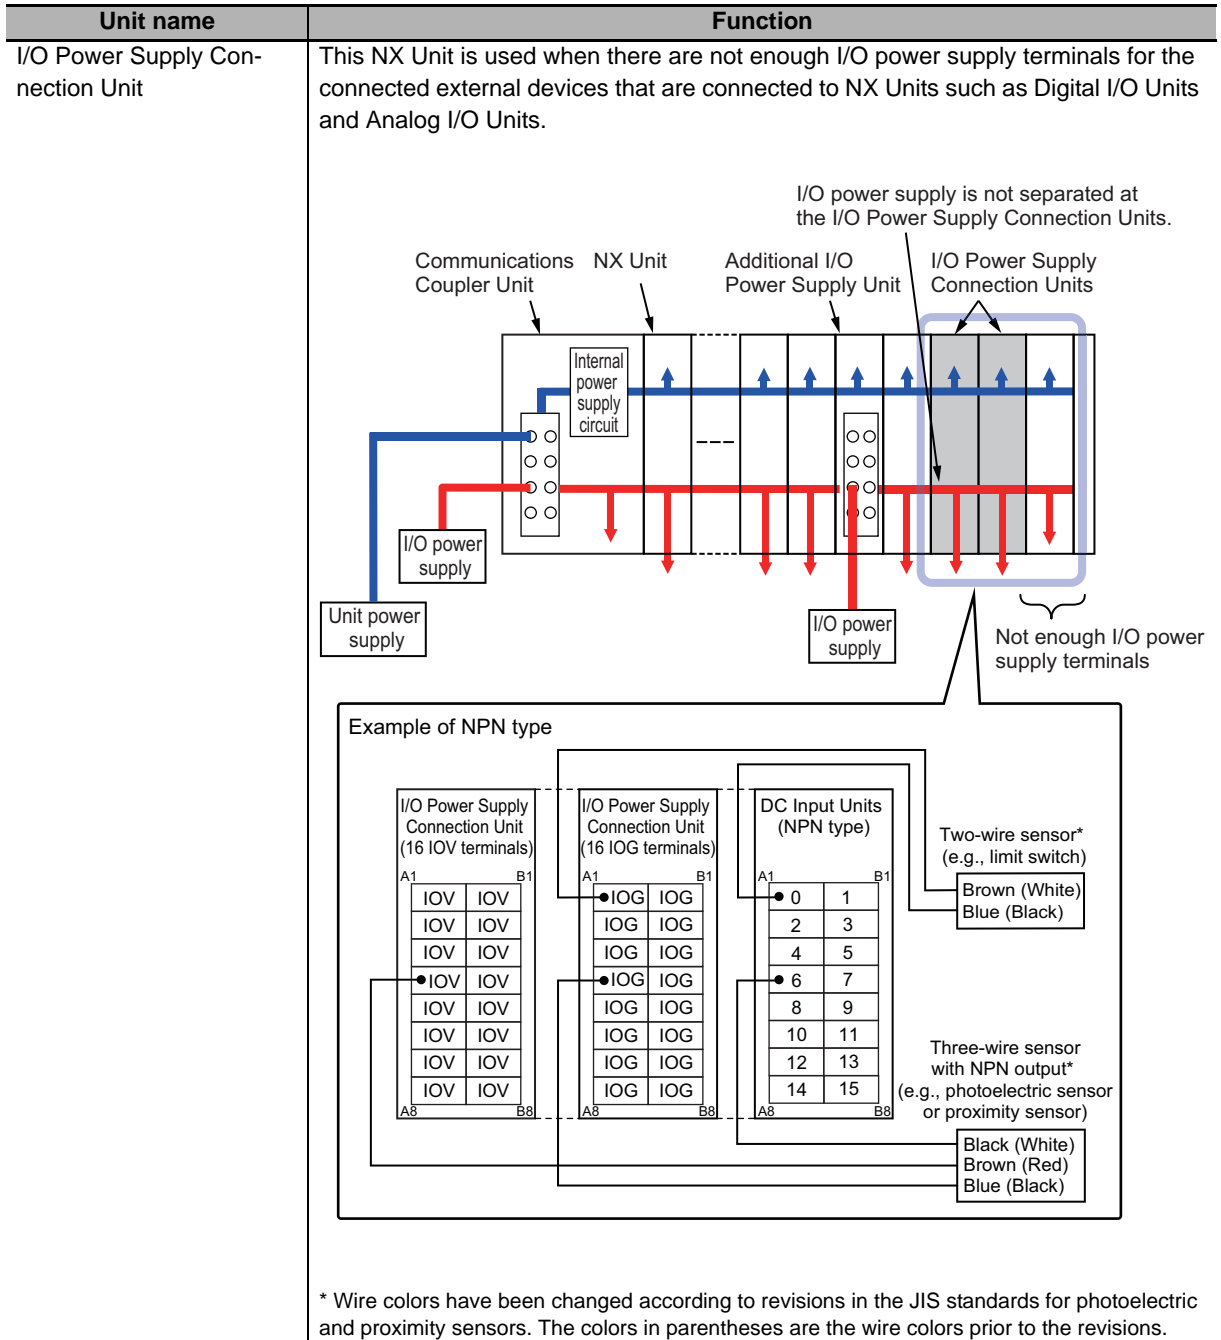 Unit name
Function
I/O Power Supply Con-
nection Unit
This NX Unit is used when there are not enough I/O power supply terminals for the
connected external devices that are connected to NX Units such as Digital I/O Units
and Analog I/O Units.
I/O power supply is not separated at
the I/O Power Supply Connection Units.
Communications
Coupler Unit
NX Unit
Additional I/O
Power Supply Unit
I/O Power Supply
Connection Units
Internal
power
supply
circuit
I/O power
supply
Unit power
supply
I/O power
supply
Not enough I/O power
supply terminals
Example of NPN type
I/O Power Supply
Connection Unit
(16 IOV terminals)
A1 B1
IOV IOV
IOV IOV
IOV IOV
IOV IOV
IOV IOV
IOV IOV
IOV IOV
IOV IOV
A8 B8
I/O Power Supply
Connection Unit
(16 IOG terminals)
A1 B1
IOG IOG
IOG IOG
IOG IOG
IOG IOG
IOG IOG
IOG IOG
IOG IOG
IOG IOG
A8 B8
DC Input Units
(NPN type)
A1 B1
0 1
2 3
4 5
6 7
8 9
10 11
12 13
14 15
A8 B8
Two-wire sensor*
(e.g., limit switch)
Brown (White)
Blue (Black)
Three-wire sensor
with NPN output*
(e.g., photoelectric sensor
or proximity sensor)
Black (White)
Brown (Red)
Blue (Black)
* Wire colors have been changed according to revisions in the JIS standards for photoelectric
and proximity sensors. The colors in parentheses are the wire colors prior to the revisions.